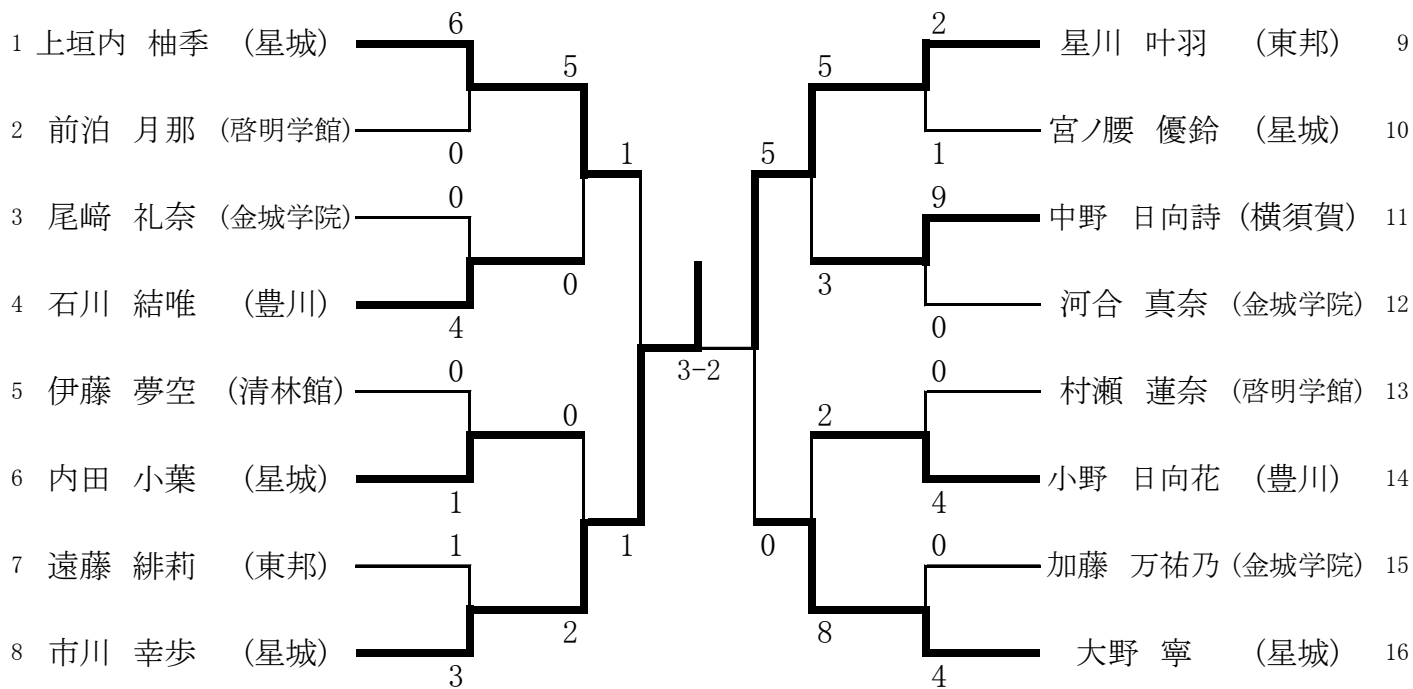 6
2
1 上垣内 柚季 (星城)
星川 叶羽 (東邦) 9
5
5
2 前泊 月那 (啓明学館)
宮ノ腰 優鈴 (星城) 10
0
1
5
1
0
9
3 尾﨑 礼奈 (金城学院)
中野 日向詩 (横須賀) 11
0
3
4 石川 結唯 (豊川)
河合 真奈 (金城学院) 12
4
0
3-2
0
0
5 伊藤 夢空 (清林館)
村瀬 蓮奈 (啓明学館) 13
0
2
6 内田 小葉 (星城)
小野 日向花 (豊川) 14
1
4
1
1
0
0
7 遠藤 緋莉 (東邦)
加藤 万祐乃 (金城学院) 15
2
8
8 市川 幸歩 (星城)
大野 寧 (星城) 16
3
4